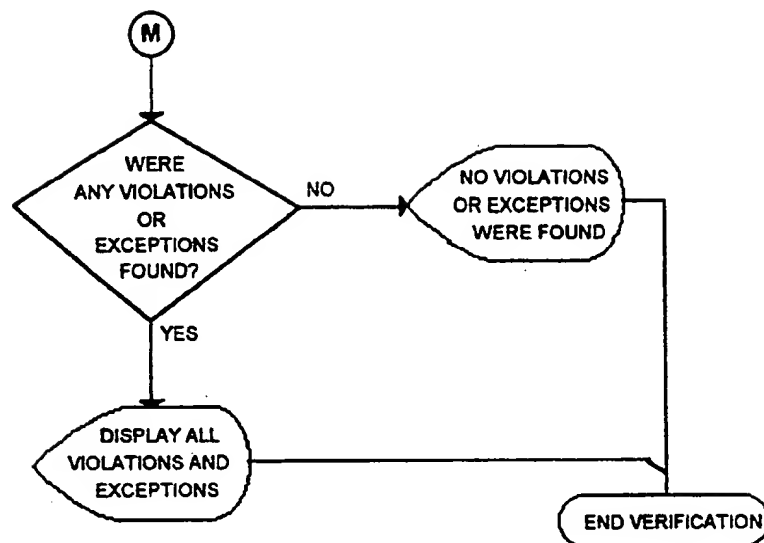 M
WERE
ANY VIOLATIONS
OR
EXCEPTIONS
FOUND?
NO
NO VIOLATIONS
OR EXCEPTIONS
WERE FOUND
YES
DISPLAY ALL
VIOLATIONS AND
EXCEPTIONS
END VERIFICATION